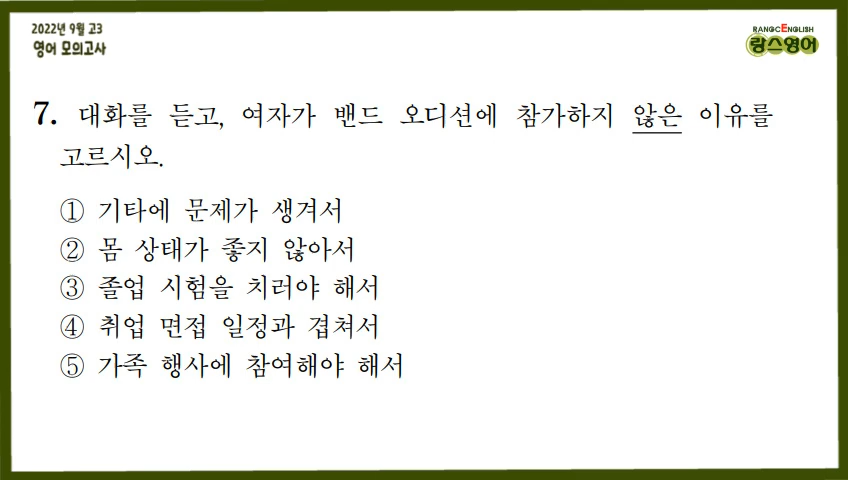 2022년 9월 고3
영어 모의고사
RANGCENGLISH
랑스영어
7. 대화를 듣고, 여자가 밴드 오디션에 참가하지 않은 이유를
고르시오.
① 기타에 문제가 생겨서
② 몸 상태가 좋지 않아서
③ 졸업 시험을 치러야 해서
④ 취업 면접 일정과 겹쳐서
⑤ 가족 행사에 참여해야 해서